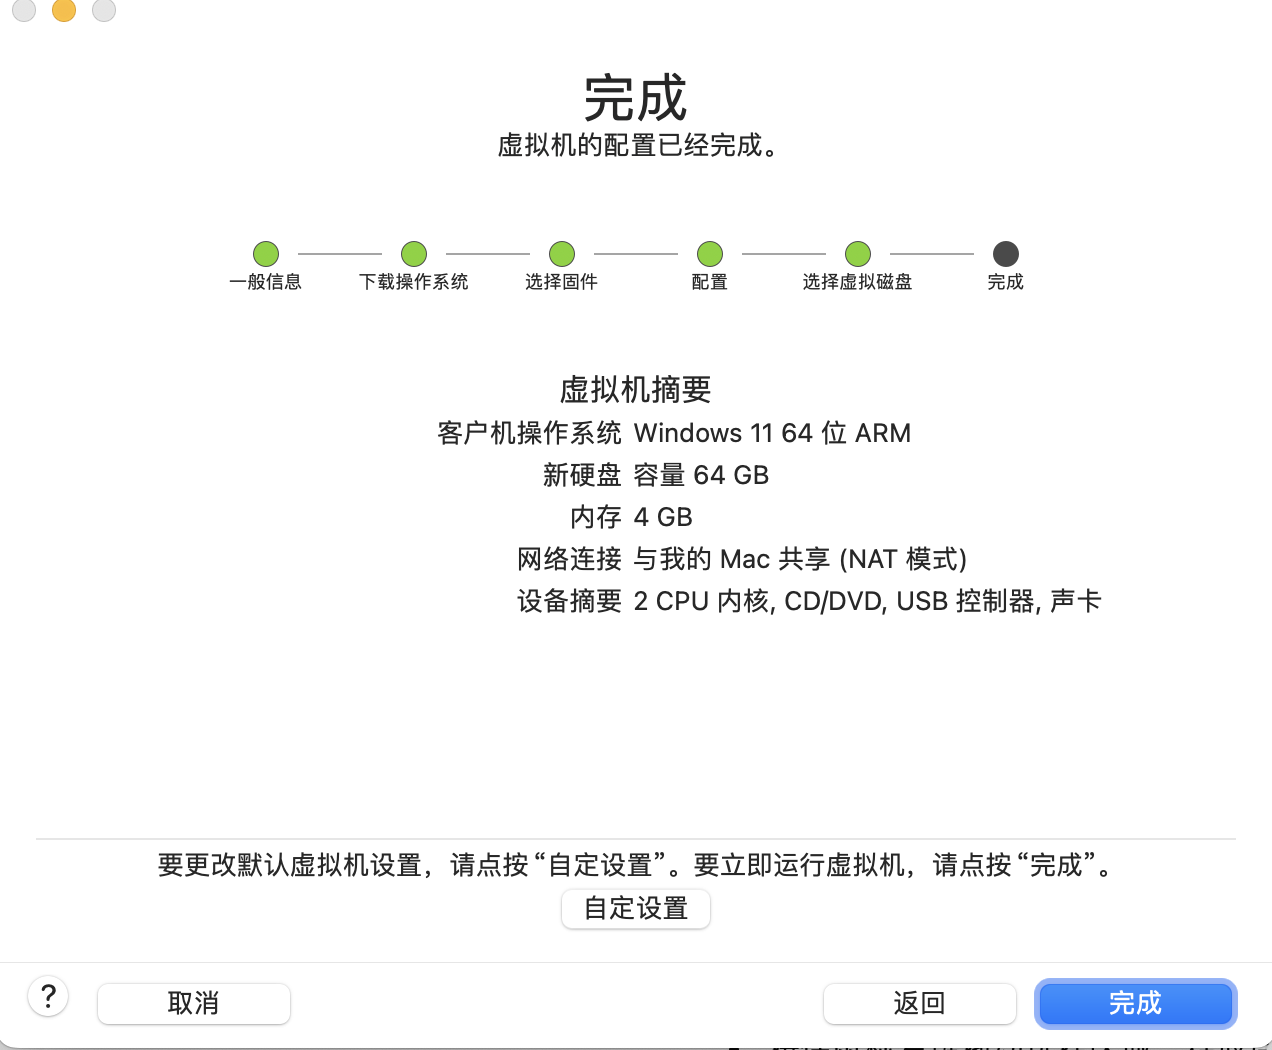 完成
虚拟机的配置已经完成。
一般信息 下载操作系统 选择固件 配置 选择虚拟磁盘 完成
虚拟机摘要
客户机操作系统 Windows 11 64 位 ARM
新硬盘 容量 64 GB
内存 4 GB
网络连接 与我的 Mac 共享 (NAT 模式)
设备摘要 2 CPU 内核, CD/DVD, USB 控制器, 声卡
要更改默认虚拟机设置，请点按“自定设置”。要立即运行虚拟机，请点按“完成”。
自定设置
? 取消 返回 完成